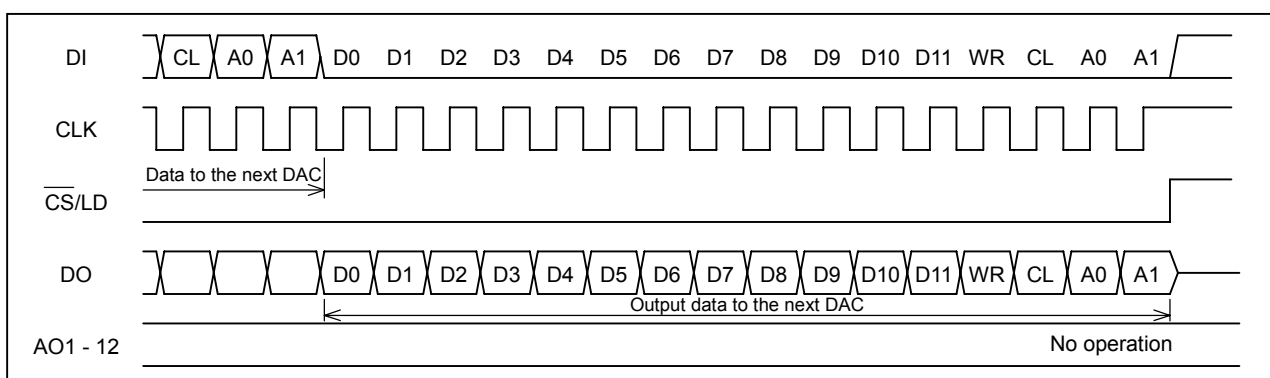 DI CL A0 A1 D0 D1 D2 D3 D4 D5 D6 D7 D8 D9 D10 D11 WR CL A0 A1
CLK
Data to the next DAC
CS/LD
DO D0 D1 D2 D3 D4 D5 D6 D7 D8 D9 D10 D11 WR CL A0 A1
Output data to the next DAC
AO1 - 12 No operation